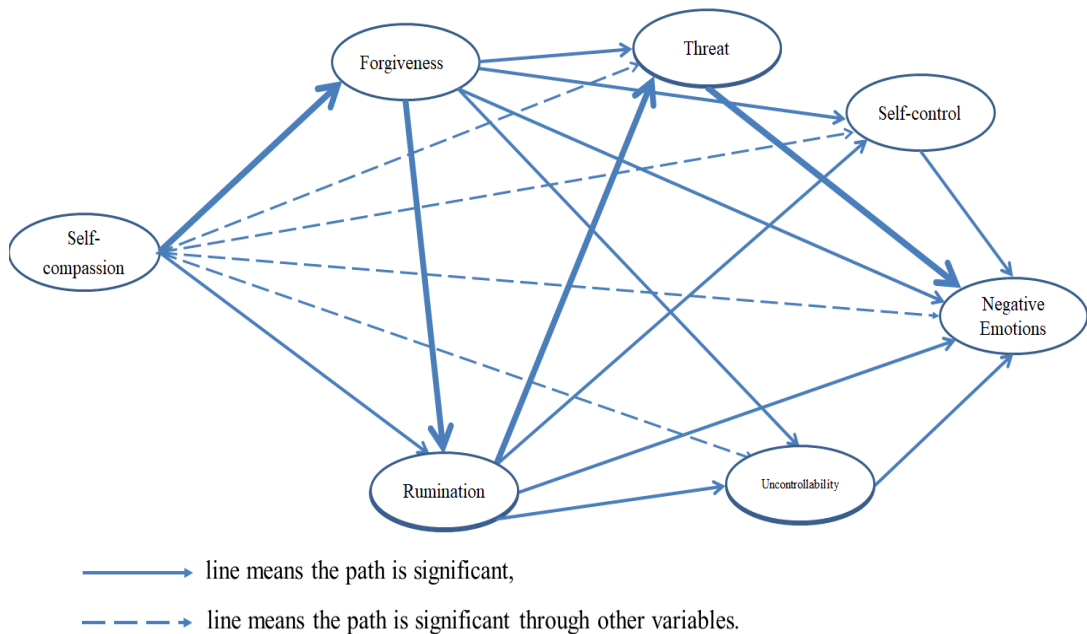 Forgiveness
Threat
Self-control
Self-
compassion
Negative
Emotions
Rumination
Uncontrollability
line means the path is significant,
line means the path is significant through other variables.